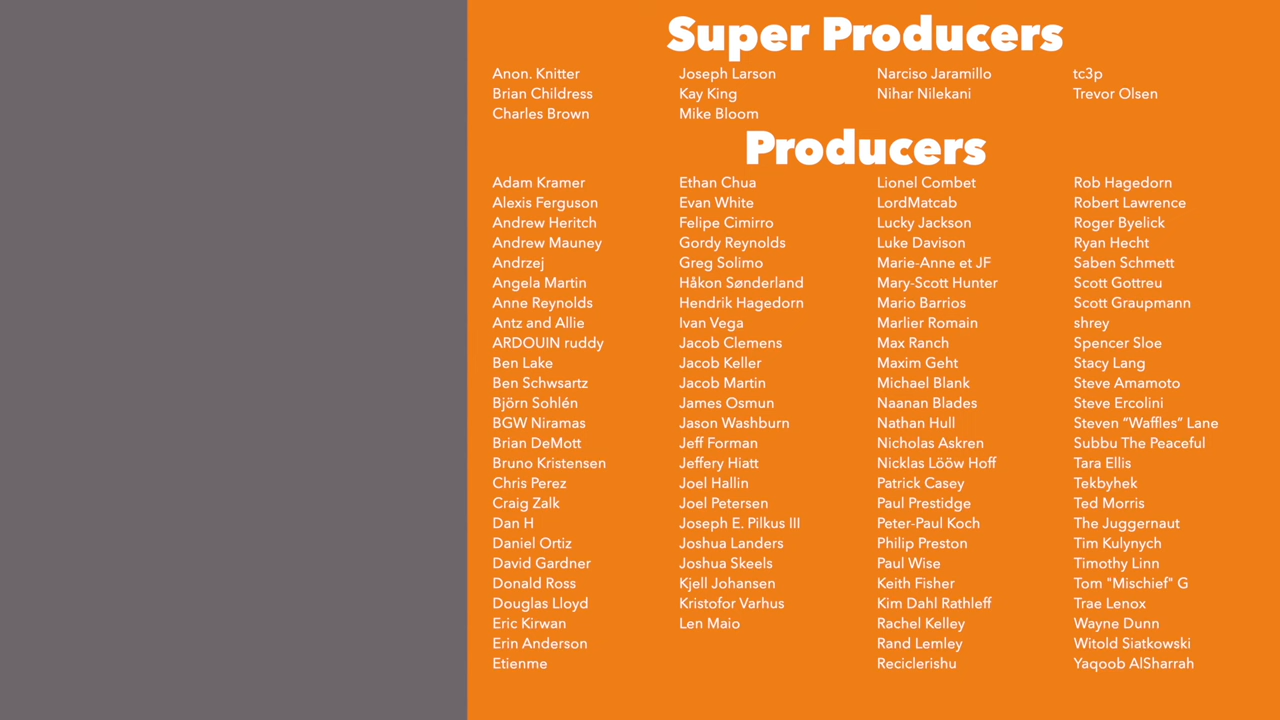 Super Producers
Anon. Knitter
Brian Childress
Charles Brown
Joseph Larson
Kay King
Mike Bloom
Narciso Jaramillo
Nihar Nilekani
tc3p
Trevor Olsen
Producers
Adam Kramer
Alexis Ferguson
Andrew Heritch
Andrew Mauney
Andrzej
Angela Martin
Anne Reynolds
Antz and Allie
ARDOUIN ruddy
Ben Lake
Ben Schwsartz
Björn Sohlén
BGW Niramas
Brian DeMott
Bruno Kristensen
Chris Perez
Craig Zalk
Dan H
Daniel Ortiz
David Gardner
Donald Ross
Douglas Lloyd
Eric Kirwan
Erin Anderson
Etienme
Ethan Chua
Evan White
Felipe Cimirro
Gordy Reynolds
Greg Solimo
Håkon Sønderland
Hendrik Hagedorn
Ivan Vega
Jacob Clemens
Jacob Keller
Jacob Martin
James Osmun
Jason Washburn
Jeff Forman
Jeffery Hiatt
Joel Hallin
Joel Petersen
Joseph E. Pilkus III
Joshua Landers
Joshua Skeels
Kjell Johansen
Kristofor Varhus
Len Maio
Lionel Combet
LordMatcab
Lucky Jackson
Luke Davison
Marie-Anne et JF
Mary-Scott Hunter
Mario Barrios
Marlier Romain
Max Ranch
Maxim Geht
Michael Blank
Naanan Blades
Nathan Hull
Nicholas Askren
Nicklas Lööw Hoff
Patrick Casey
Paul Prestidge
Peter-Paul Koch
Philip Preston
Paul Wise
Keith Fisher
Kim Dahl Rathleff
Rachel Kelley
Rand Lemley
Reciclerishu
Rob Hagedorn
Robert Lawrence
Roger Byelick
Ryan Hecht
Saben Schmett
Scott Gottreu
Scott Graupmann
shrey
Spencer Sloe
Stacy Lang
Steve Amamoto
Steve Ercolini
Steven “Waffles” Lane
Subbu The Peaceful
Tara Ellis
Tekbyhek
Ted Morris
The Juggernaut
Tim Kulynych
Timothy Linn
Tom "Mischief" G
Trae Lenox
Wayne Dunn
Witold Siatkowski
Yaqoob AlSharrah